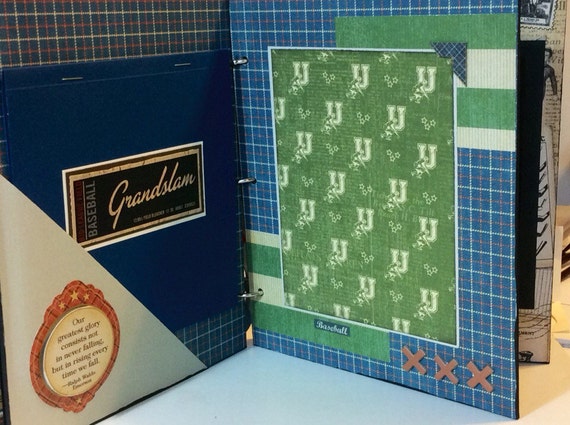 BASEBALL
Grandslam
Our
greatest glory
consists not
in never falling,
but in rising every
time we fall.
—Ralph Waldo
Emerson
Baseball